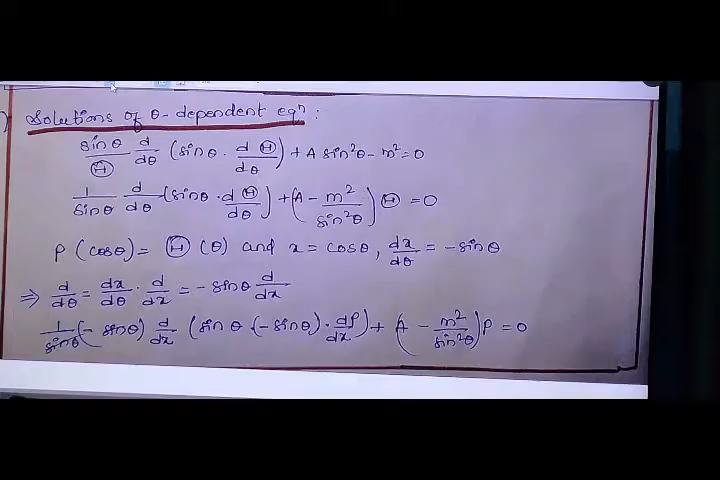 ) Solutions of θ-dependent eqⁿ :
sinθ/Ⓗ d/dθ (sinθ · dⒽ/dθ) + A sin²θ - m² = 0
1/sinθ d/dθ (sinθ · dⒽ/dθ) + (A - m²/sin²θ) Ⓗ = 0
P (cosθ) = Ⓗ (θ) and x = cosθ, dx/dθ = - sinθ
⇒ d/dθ = dx/dθ · d/dx = - sinθ d/dx
1/sinθ (- sinθ) d/dx (sinθ (- sinθ) · dP/dx) + (A - m²/sin²θ) P = 0